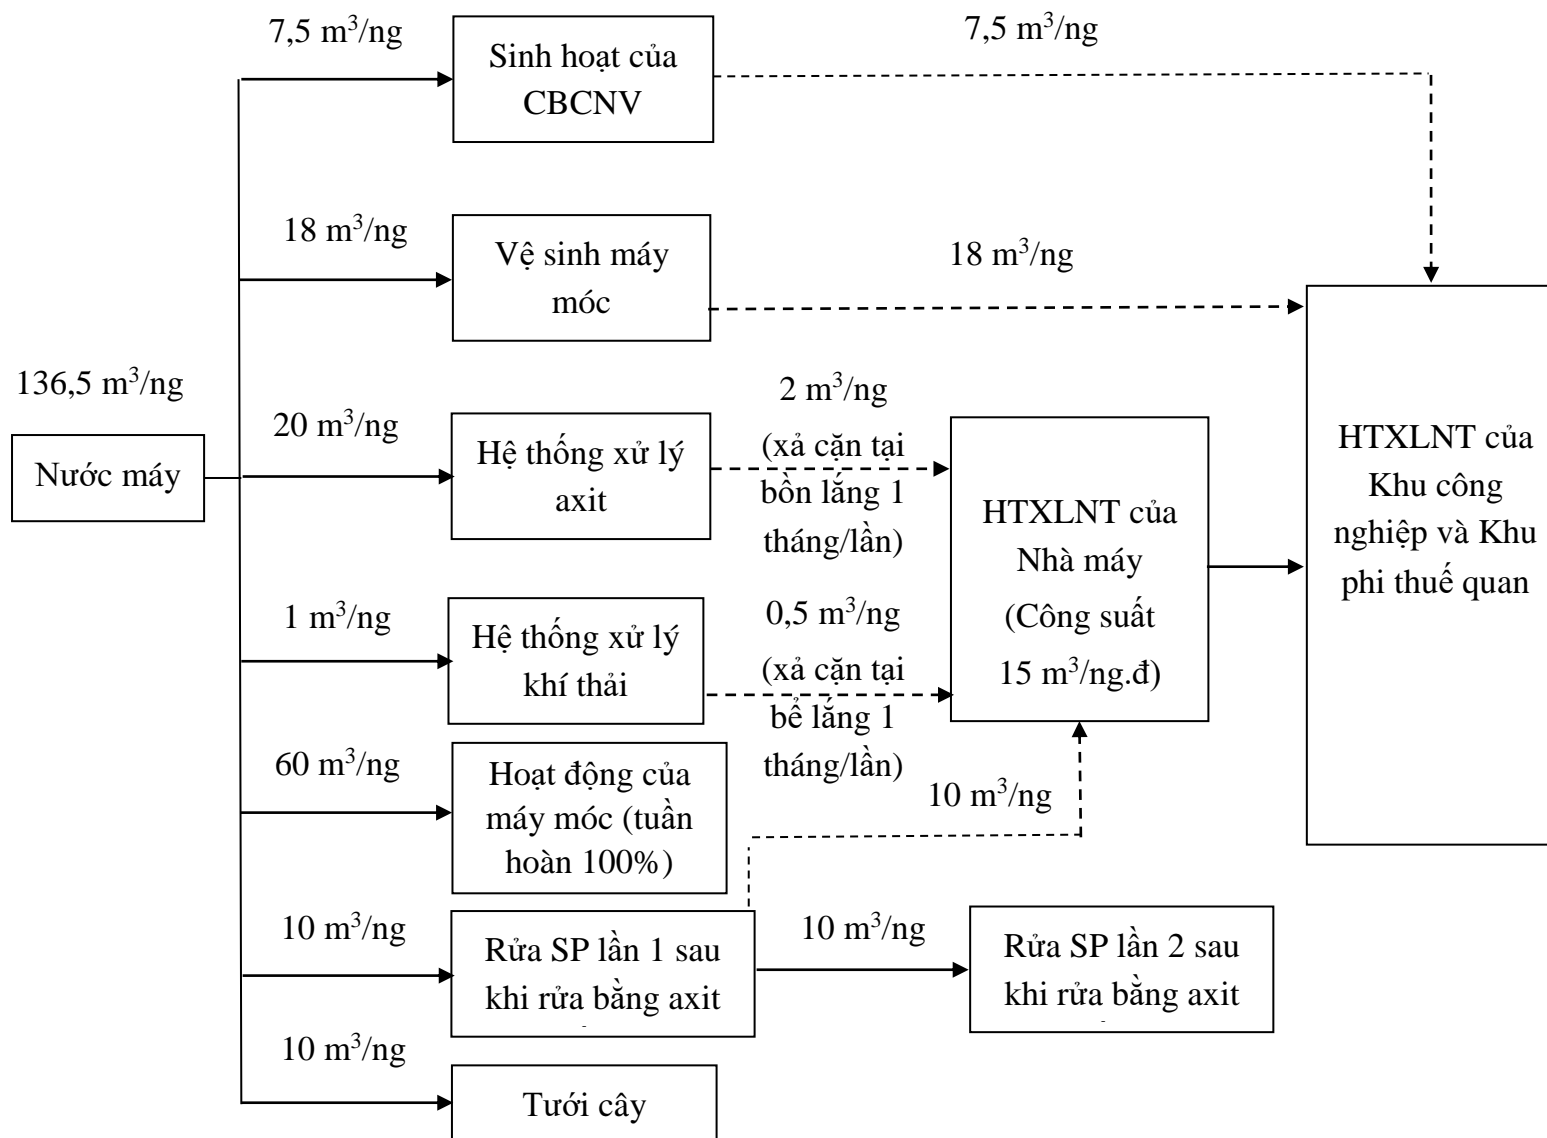 7,5 m³/ng
Sinh hoạt của
CBCNV
7,5 m³/ng
18 m³/ng
Vệ sinh máy
móc
18 m³/ng
136,5 m³/ng
Nước máy
20 m³/ng
Hệ thống xử lý
axit
2 m³/ng
(xả cặn tại
bồn lắng 1
tháng/lần)
HTXLNT của
Nhà máy
(Công suất
15 m³/ng.đ)
HTXLNT của
Khu công
nghiệp và Khu
phi thuế quan
1 m³/ng
Hệ thống xử lý
khí thải
0,5 m³/ng
(xả cặn tại
bể lắng 1
tháng/lần)
60 m³/ng
Hoạt động của
máy móc (tuần
hoàn 100%)
10 m³/ng
10 m³/ng
Rửa SP lần 1 sau
khi rửa bằng axit
10 m³/ng
Rửa SP lần 2 sau
khi rửa bằng axit
10 m³/ng
Tưới cây